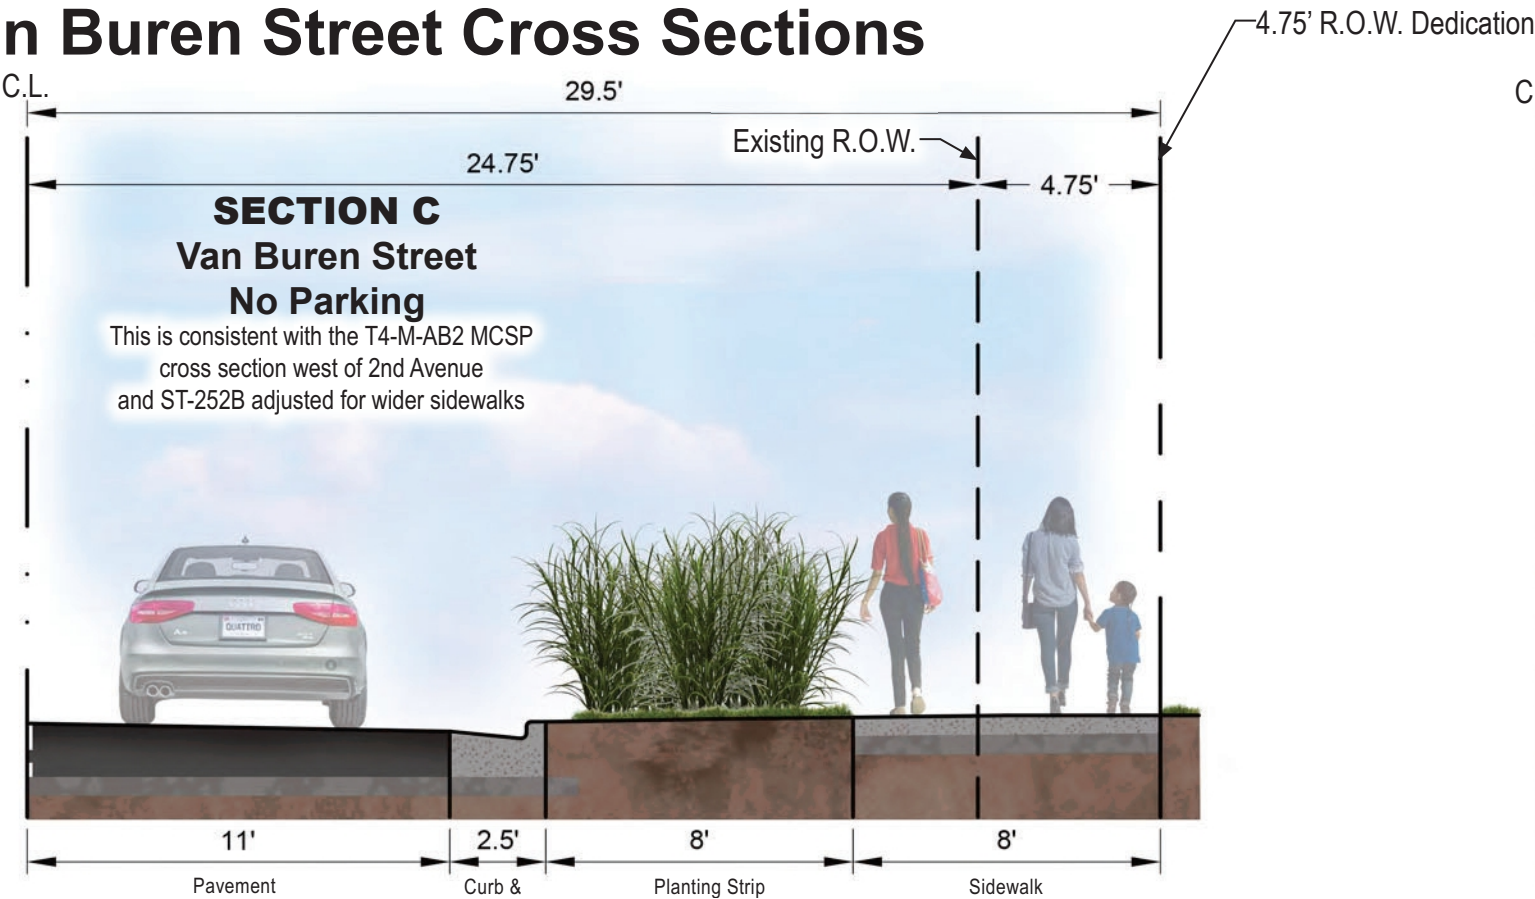 n Buren Street Cross Sections
4.75’ R.O.W. Dedication
C.L.
29.5'
C
Existing R.O.W.
24.75'
4.75'
SECTION C
Van Buren Street
No Parking
This is consistent with the T4-M-AB2 MCSP
cross section west of 2nd Avenue
and ST-252B adjusted for wider sidewalks
QUATTRO
11'
2.5'
8'
8'
Pavement
Curb &
Planting Strip
Sidewalk